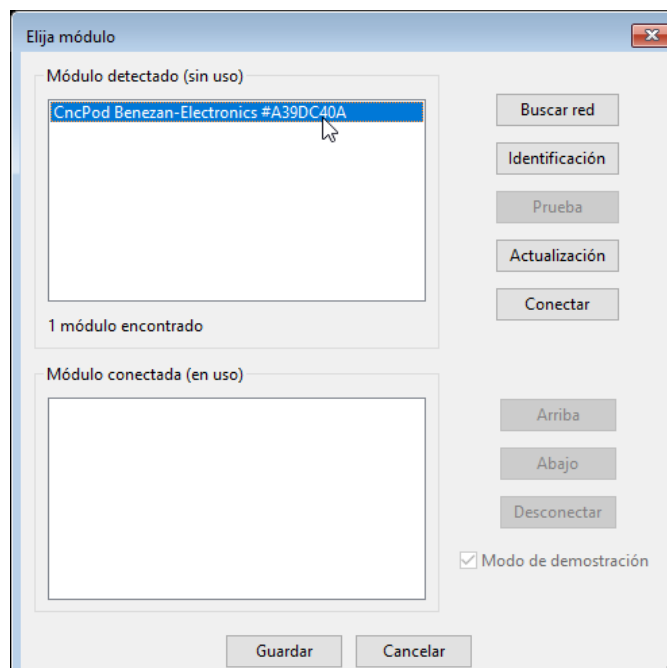 Elija módulo
Módulo detectado (sin uso)
CncPod Benezan-Electronics #A39DC40A
1 módulo encontrado
Buscar red
Identificación
Prueba
Actualización
Conectar
Módulo conectada (en uso)
Arriba
Abajo
Desconectar
Modo de demostración
Guardar
Cancelar